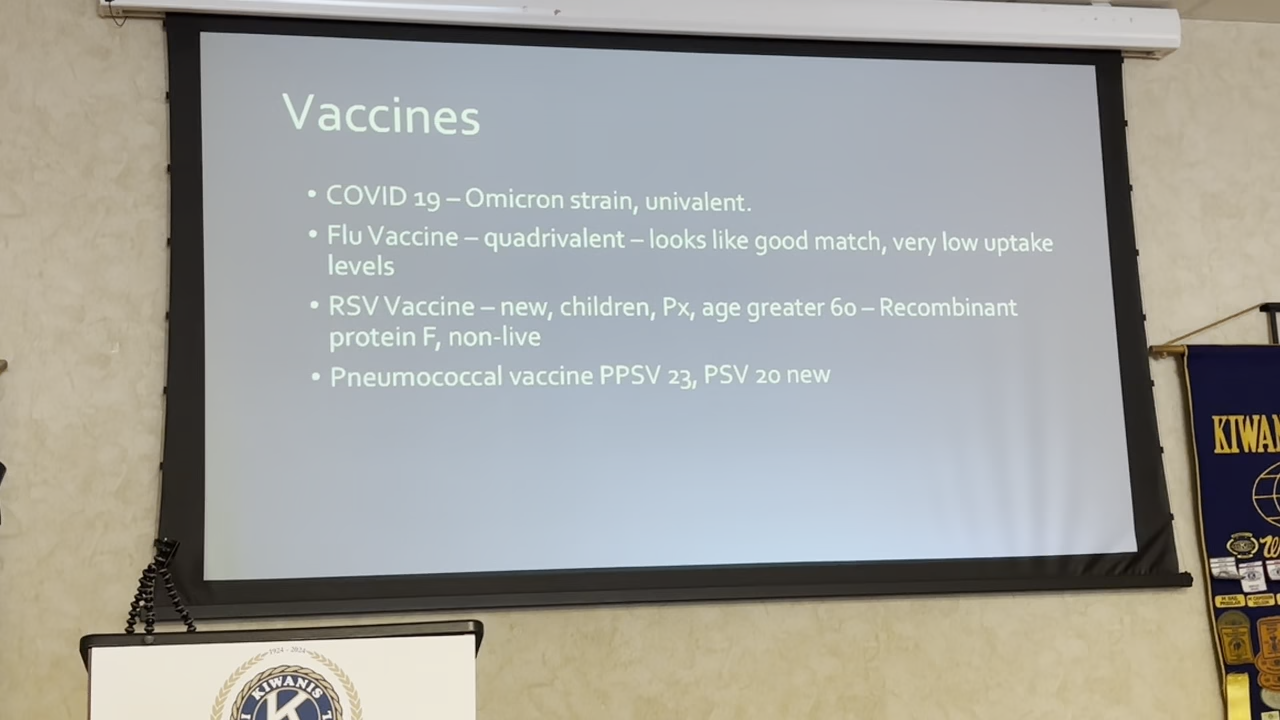 Vaccines
• COVID 19 – Omicron strain, univalent.
• Flu Vaccine – quadrivalent – looks like good match, very low uptake
levels
• RSV Vaccine – new, children, Px, age greater 60 – Recombinant
protein F, non-live
• Pneumococcal vaccine PPSV 23, PSV 20 new
KIWAN
1924 - 2024
KIWANIS
K